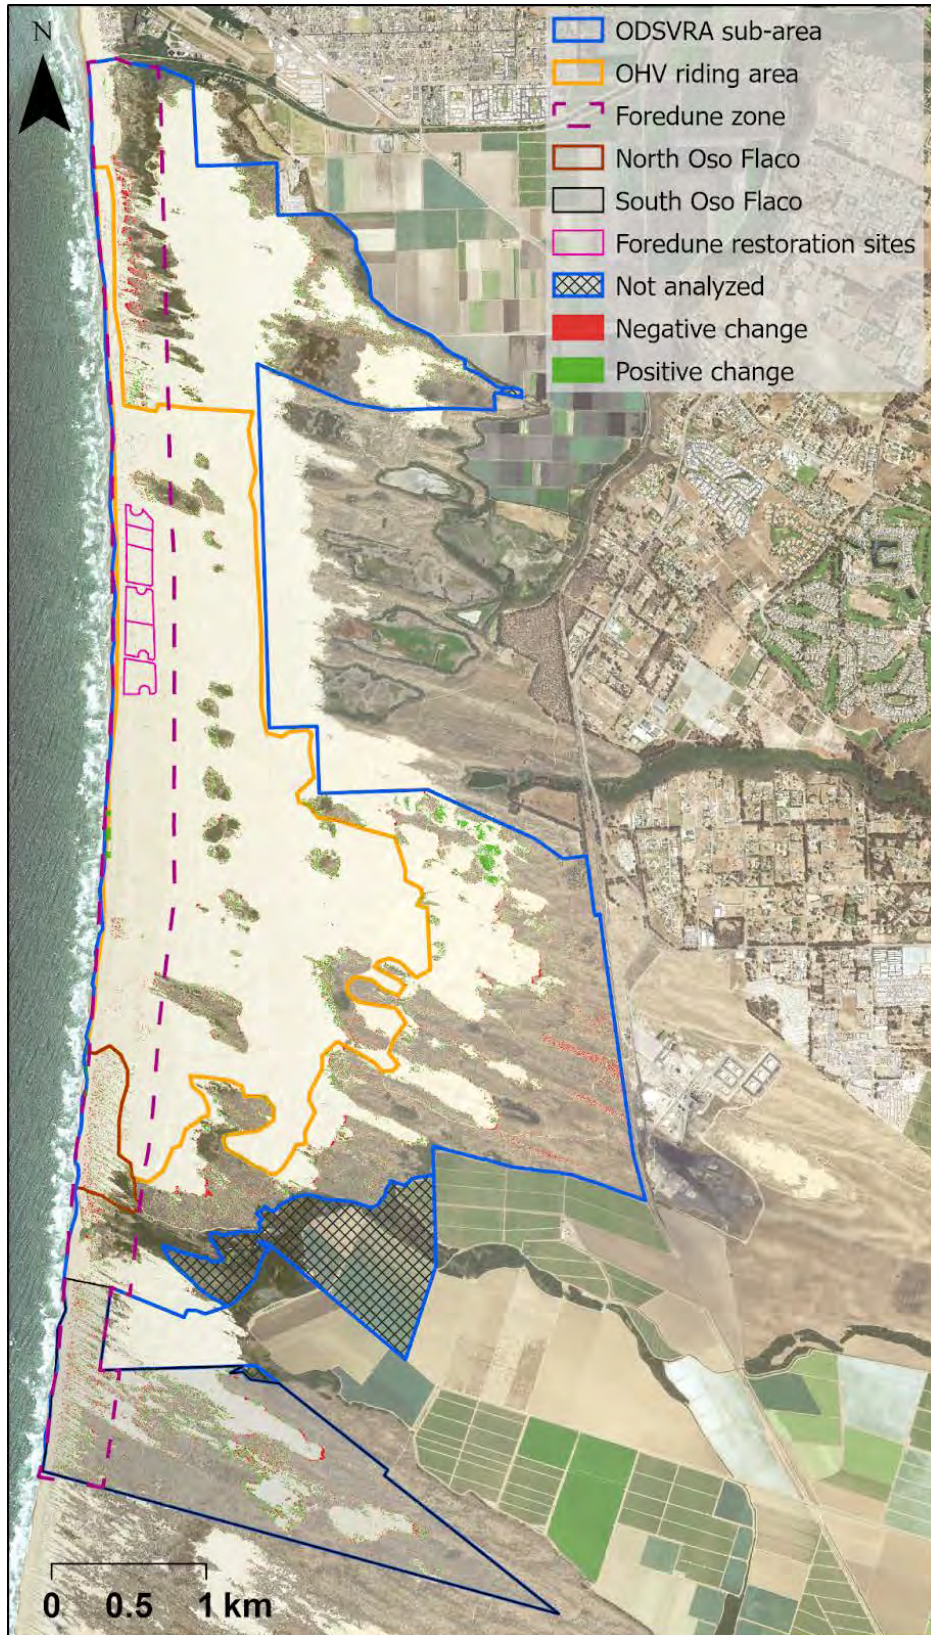 N
ODSVRA sub-area
OHV riding area
Foredune zone
North Oso Flaco
South Oso Flaco
Foredune restoration sites
Not analyzed
Negative change
Positive change
0 0.5 1 km